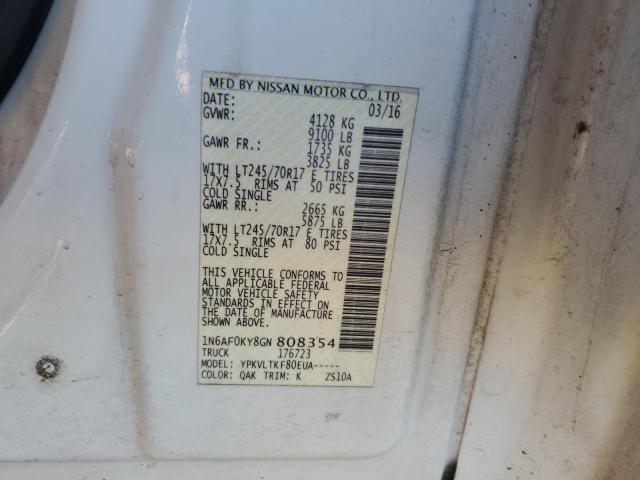 MFD BY NISSAN MOTOR CO., LTD.
DATE: 03/16
GVWR: 4128 KG
9100 LB
GAWR FR.: 1735 KG
3825 LB
WITH LT245/70R17 E TIRES
17X7.5 RIMS AT 50 PSI
COLD SINGLE
GAWR RR.: 2665 KG
5875 LB
WITH LT245/70R17 E TIRES
17X7.5 RIMS AT 80 PSI
COLD SINGLE
THIS VEHICLE CONFORMS TO
ALL APPLICABLE FEDERAL
MOTOR VEHICLE SAFETY
STANDARDS IN EFFECT ON
THE DATE OF MANUFACTURE
SHOWN ABOVE.
1N6AF0KY8GN 808354
TRUCK 176723
MODEL: YPKVLTKF80EUA-----
COLOR: QAK TRIM: K ZS10A